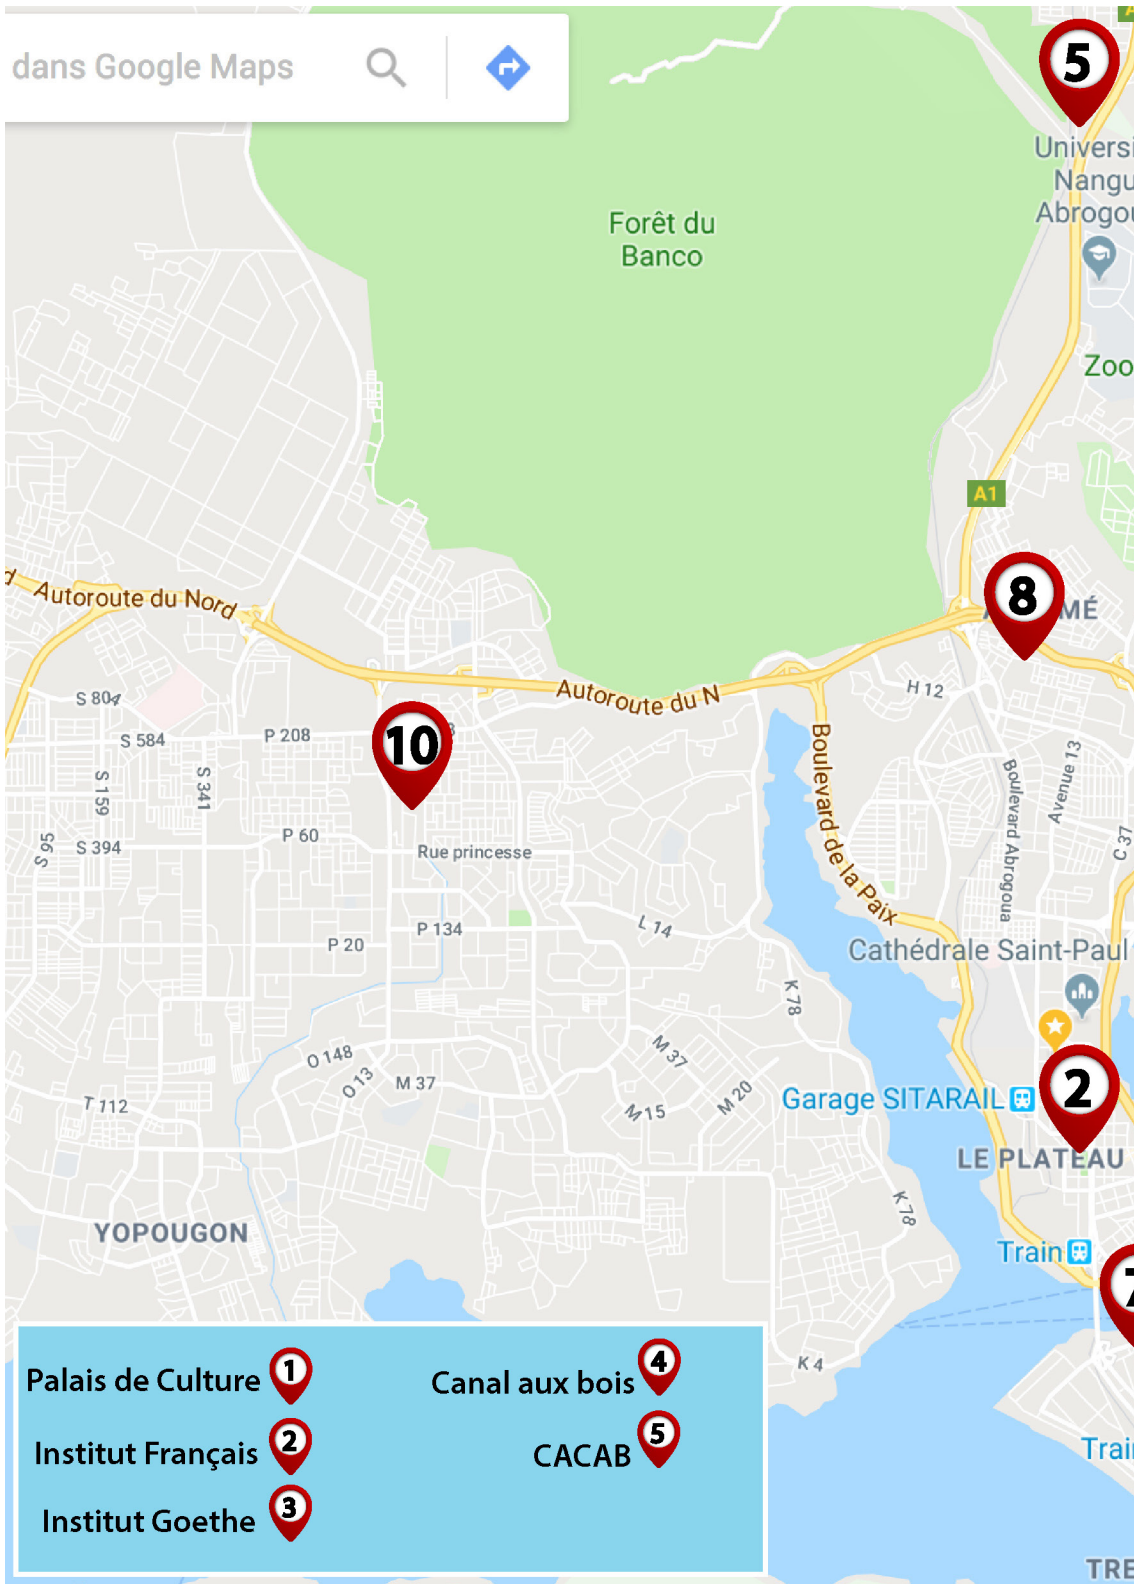 dans Google Maps
5
Universi
Nangu
Abrogou
Forêt du
Banco
Zoo
A1
8
MÉ
Autoroute du Nord
Autoroute du N
S 804
H 12
S 584
P 208
10
S 159
S 341
Boulevard de la Paix
Boulevard Abrogoua
Avenue 13
C 37
S 95
S 394
P 60
Rue princesse
P 20
P 134
L 14
Cathédrale Saint-Paul
K 78
O 148
O 13
M 37
M 37
M 15
M 20
T 112
Garage SITARAIL
2
LE PLATEAU
K 78
YOPOUGON
Train
7
K 4
Palais de Culture 1
Canal aux bois 4
Institut Français 2
CACAB 5
Institut Goethe 3
Trai
TRE